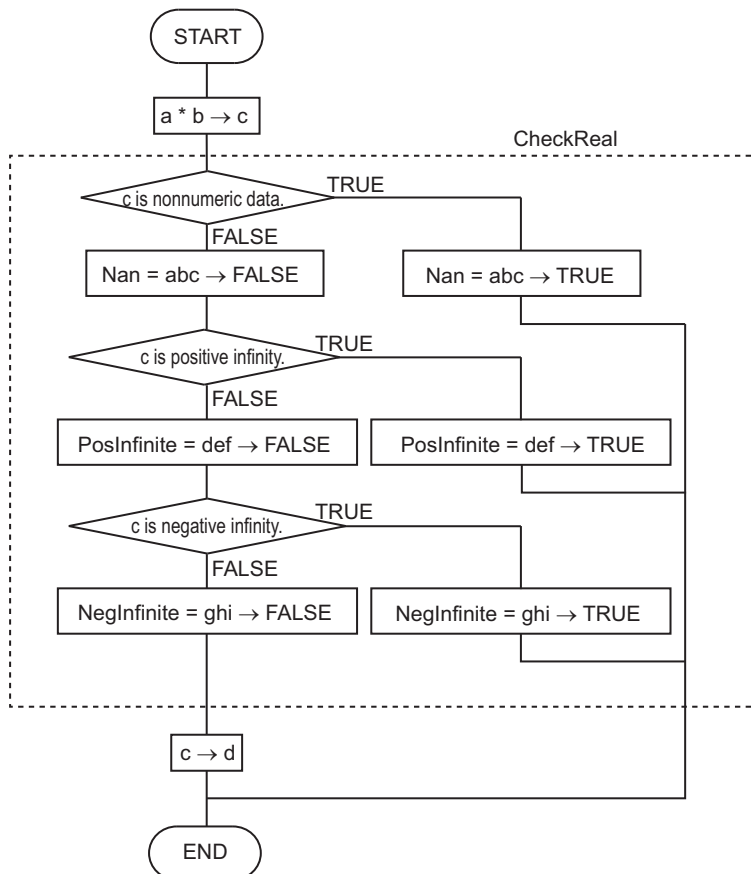 START
a * b → c
CheckReal
c is nonnumeric data.
TRUE
FALSE
Nan = abc → FALSE
Nan = abc → TRUE
c is positive infinity.
TRUE
FALSE
PosInfinite = def → FALSE
PosInfinite = def → TRUE
c is negative infinity.
TRUE
FALSE
NegInfinite = ghi → FALSE
NegInfinite = ghi → TRUE
c → d
END